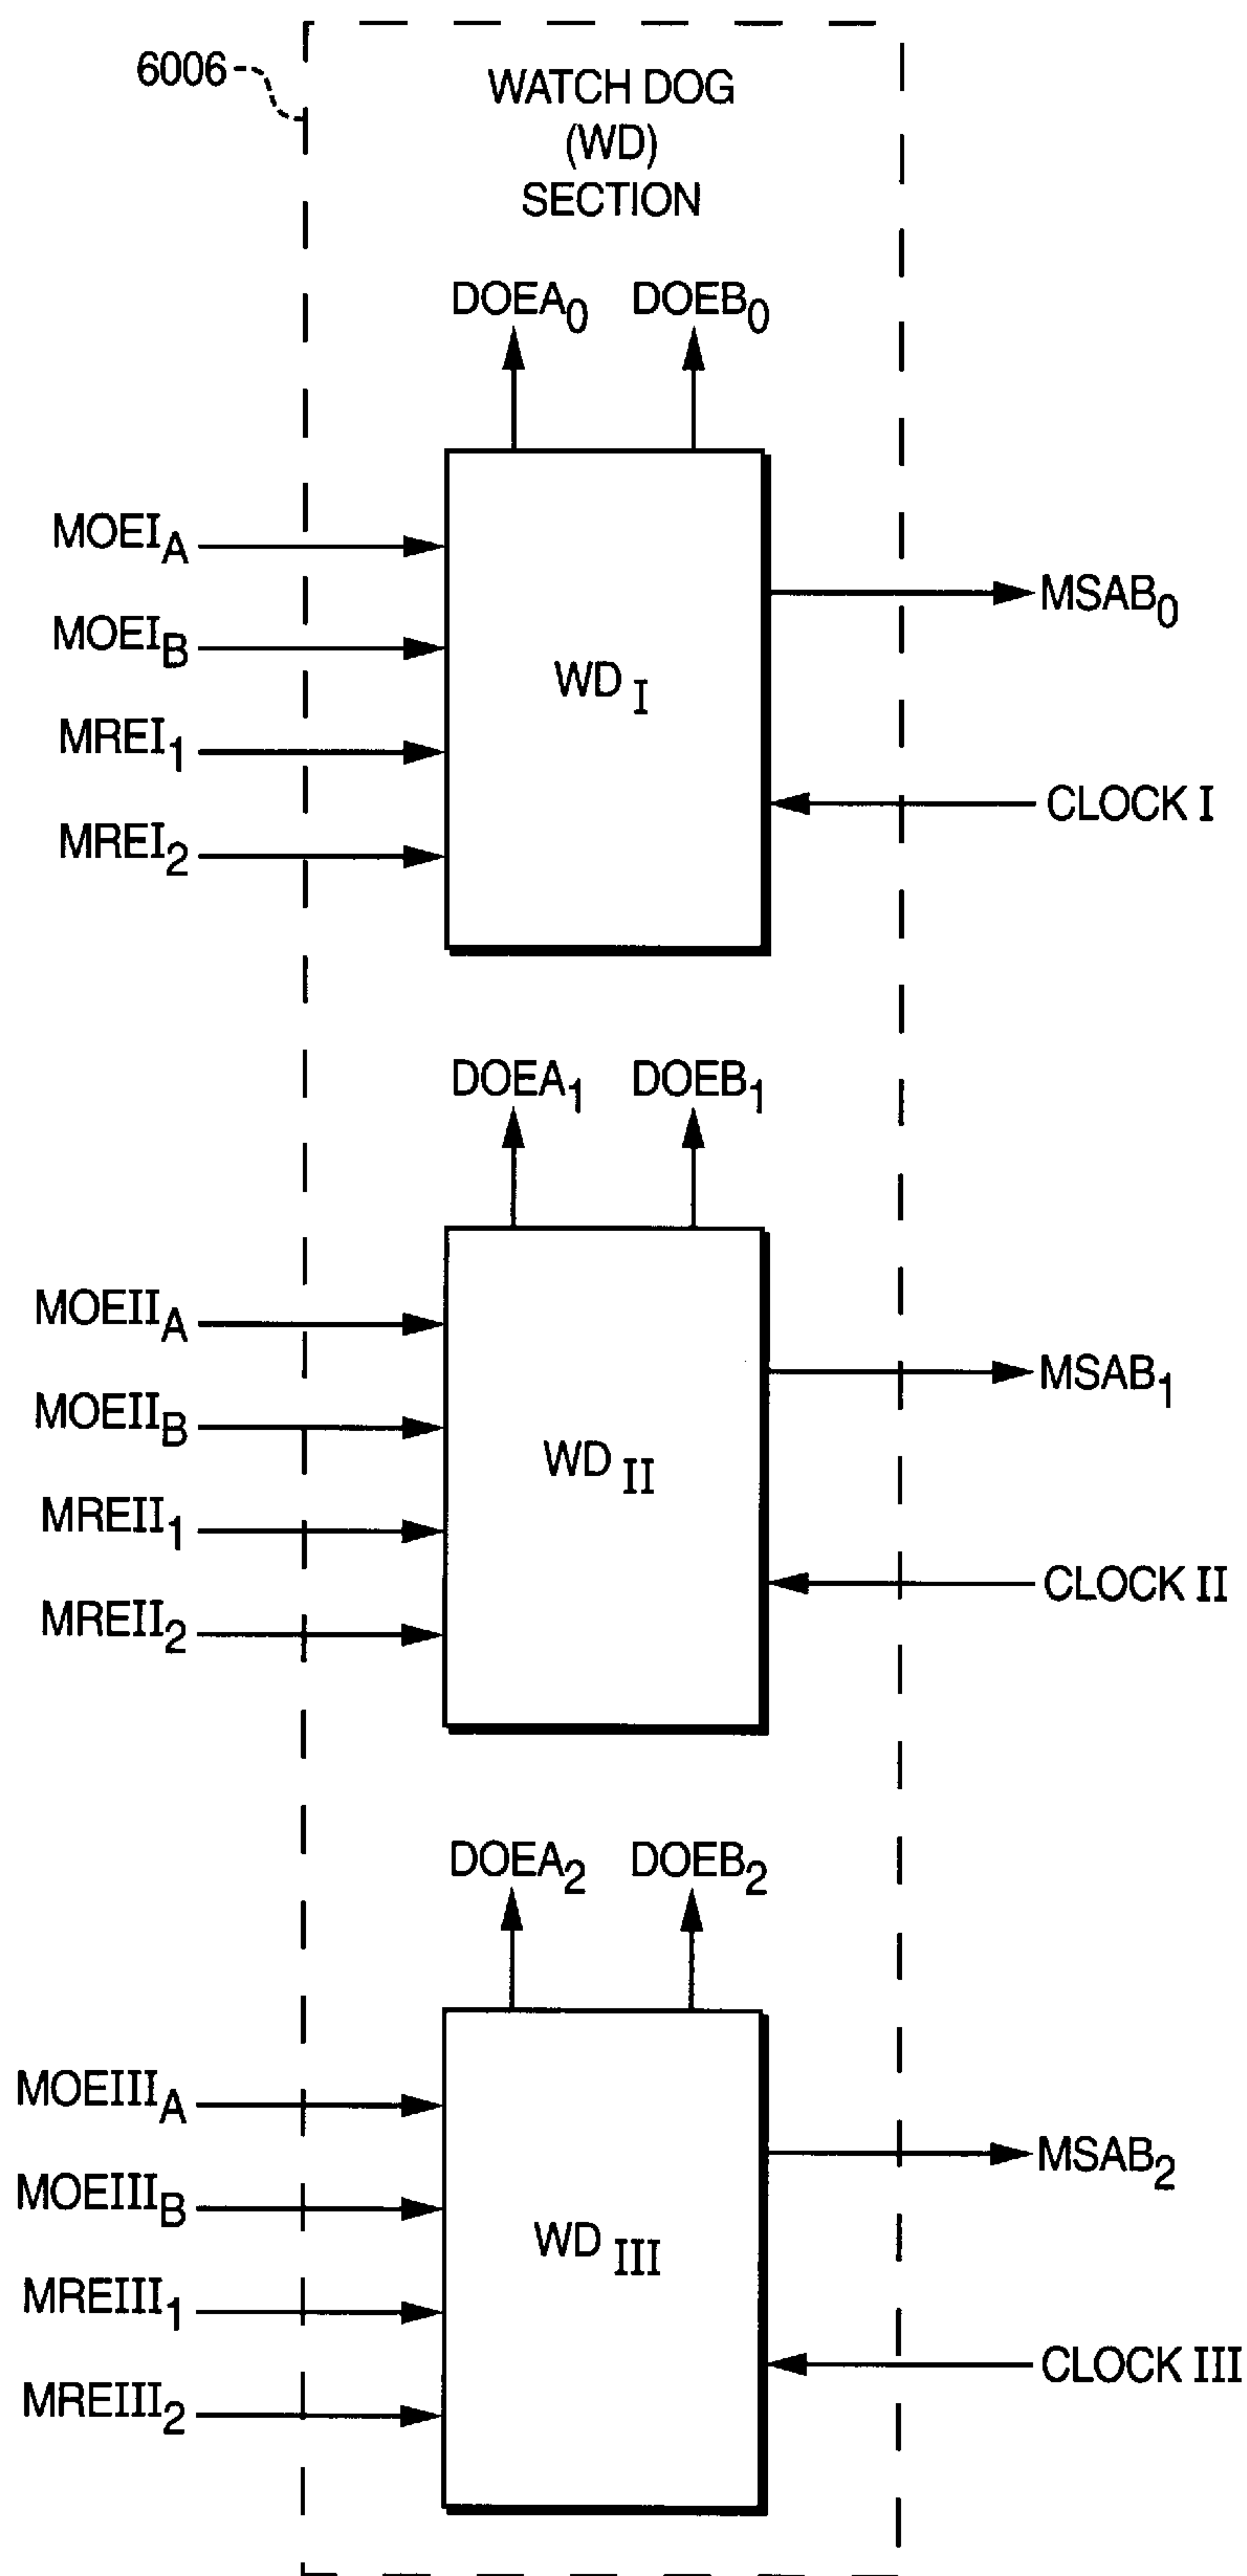 6006
WATCH DOG
(WD)
SECTION
DOEA0 DOEB0
MOEIA
MOEIB
MREI1
MREI2
WD I
MSAB0
CLOCK I
DOEA1 DOEB1
MOEIIA
MOEIIB
MREII1
MREII2
WD II
MSAB1
CLOCK II
DOEA2 DOEB2
MOEIIIA
MOEIIIB
MREIII1
MREIII2
WD III
MSAB2
CLOCK III